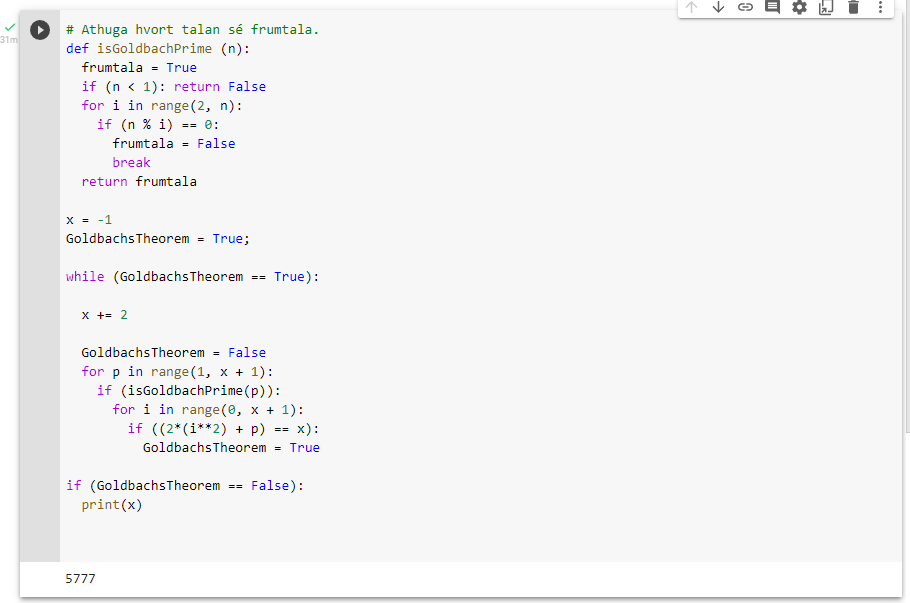 31m
# Athuga hvort talan sé frumtala.
def isGoldbachPrime (n):
  frumtala = True
  if (n < 1): return False
  for i in range(2, n):
    if (n % i) == 0:
      frumtala = False
      break
  return frumtala
x = -1
GoldbachsTheorem = True;
while (GoldbachsTheorem == True):
  x += 2
  GoldbachsTheorem = False
  for p in range(1, x + 1):
    if (isGoldbachPrime(p)):
      for i in range(0, x + 1):
        if ((2*(i**2) + p) == x):
          GoldbachsTheorem = True
if (GoldbachsTheorem == False):
  print(x)
5777